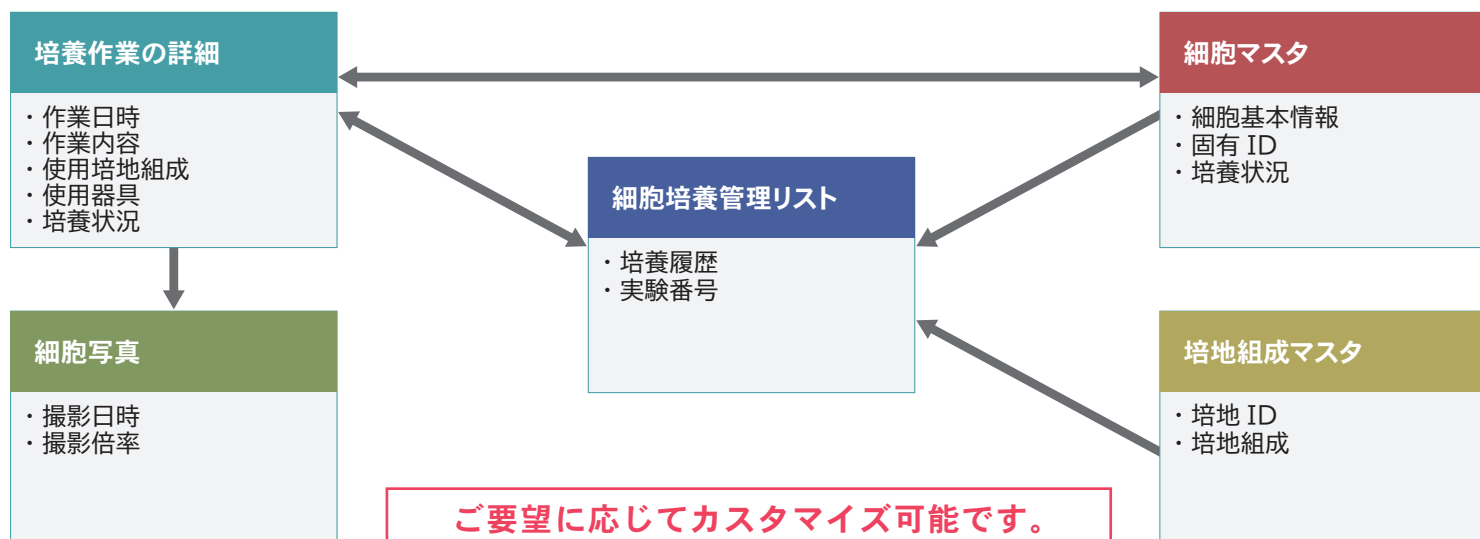 培養作業の詳細
・作業日時
・作業内容
・使用培地組成
・使用器具
・培養状況
細胞マスタ
・細胞基本情報
・固有 ID
・培養状況
細胞培養管理リスト
・培養履歴
・実験番号
細胞写真
・撮影日時
・撮影倍率
培地組成マスタ
・培地 ID
・培地組成
ご要望に応じてカスタマイズ可能です。